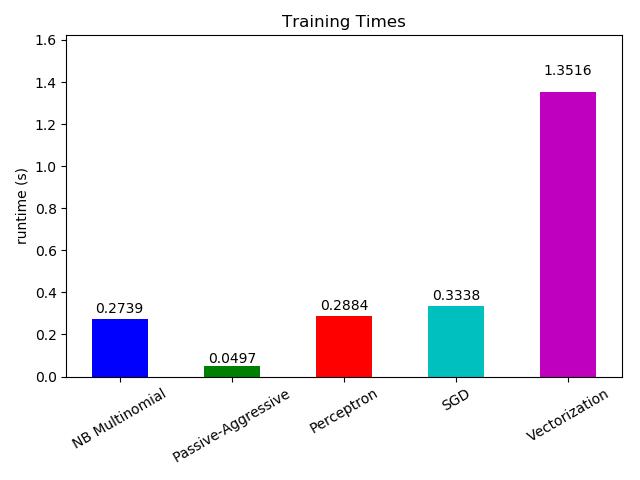 Training Times
1.6
1.4
1.2
1.0
0.8
0.6
0.4
0.2
0.0
runtime (s)
0.2739
0.0497
0.2884
0.3338
1.3516
NB Multinomial
Passive-Aggressive
Perceptron
SGD
Vectorization